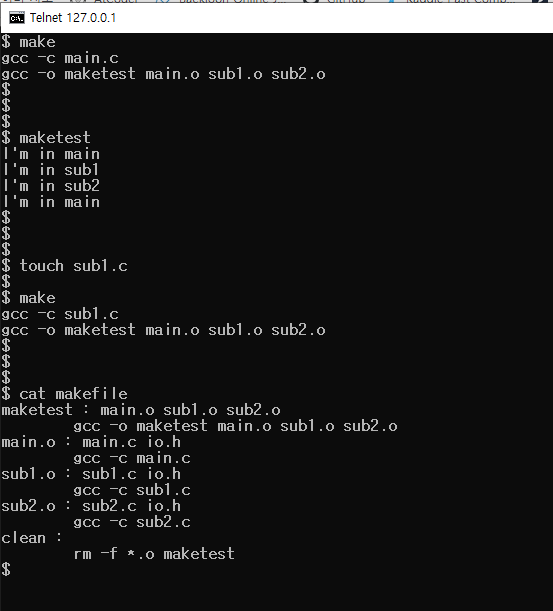 Telnet 127.0.0.1
$ make
gcc -c main.c
gcc -o maketest main.o sub1.o sub2.o
$
$
$
$ maketest
I'm in main
I'm in sub1
I'm in sub2
I'm in main
$
$
$
$ touch sub1.c
$
$ make
gcc -c sub1.c
gcc -o maketest main.o sub1.o sub2.o
$
$
$
$ cat makefile
maketest : main.o sub1.o sub2.o
        gcc -o maketest main.o sub1.o sub2.o
main.o : main.c io.h
        gcc -c main.c
sub1.o : sub1.c io.h
        gcc -c sub1.c
sub2.o : sub2.c io.h
        gcc -c sub2.c
clean :
        rm -f *.o maketest
$